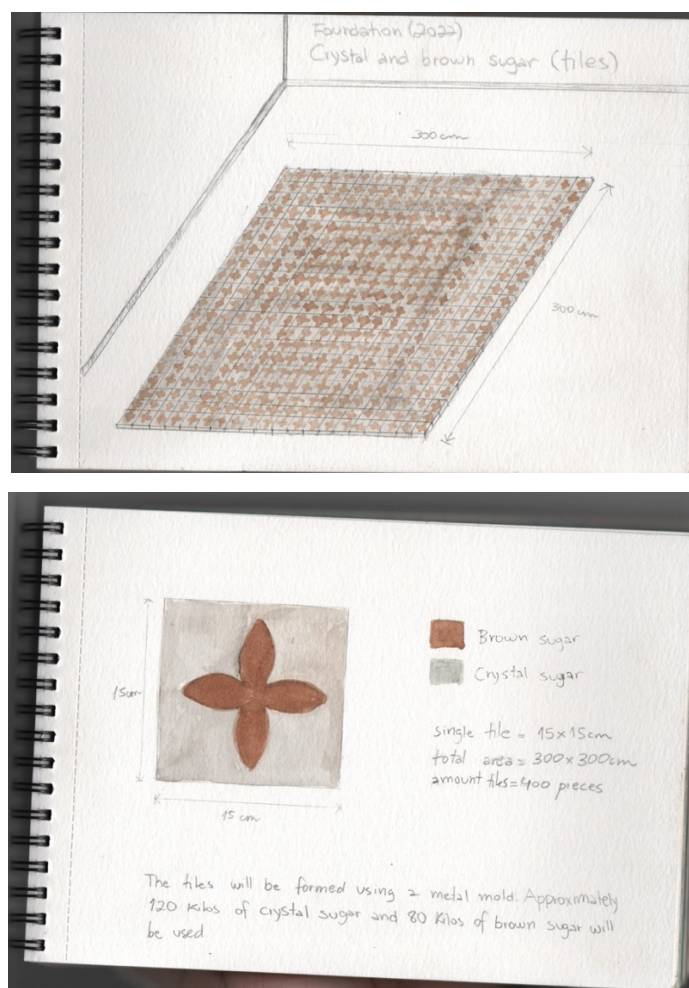 Foundation (2022)
Crystal and brown sugar (tiles)
300 cm
300 cm
15cm
15 cm
Brown sugar
Crystal sugar
single tile = 15x15cm
total area = 300x300cm
amount tiles=400 pieces
The tiles will be formed using a metal mold. Approximately
120 Kilos of crystal sugar and 80 Kilos of brown sugar will
be used